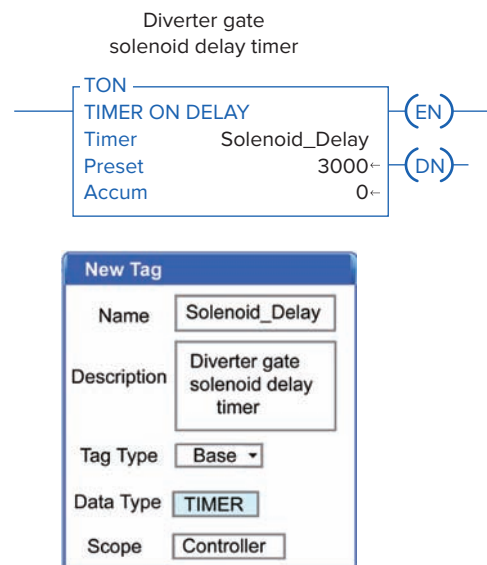 Diverter gate
solenoid delay timer
TON
TIMER ON DELAY
EN
Timer Solenoid_Delay
Preset 3000←
DN
Accum 0←
New Tag
Name Solenoid_Delay
Description Diverter gate
solenoid delay
timer
Tag Type Base
Data Type TIMER
Scope Controller